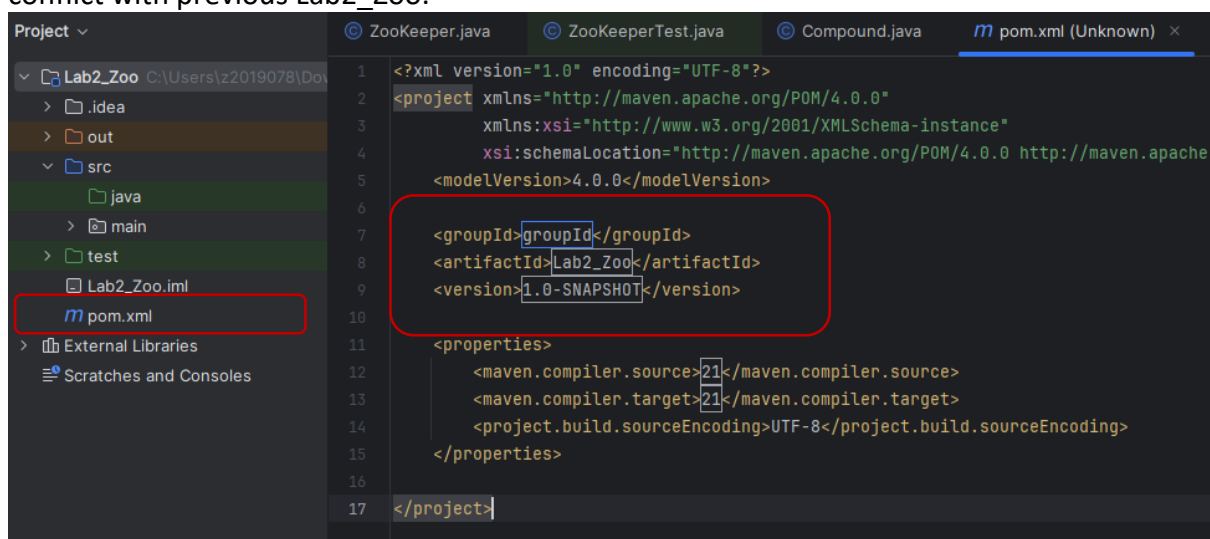 conflict with previous Lab2_Zoo.
Project
ZooKeeper.java ZooKeeperTest.java Compound.java pom.xml (Unknown)
Lab2_Zoo C:\Users\z2019078\Dov
.idea
out
src
java
main
test
Lab2_Zoo.iml
pom.xml
External Libraries
Scratches and Consoles
1 <?xml version="1.0" encoding="UTF-8"?>
2 <project xmlns="http://maven.apache.org/POM/4.0.0"
3 xmlns:xsi="http://www.w3.org/2001/XMLSchema-instance"
4 xsi:schemaLocation="http://maven.apache.org/POM/4.0.0 http://maven.apache
5 <modelVersion>4.0.0</modelVersion>
6
7 <groupId>groupId</groupId>
8 <artifactId>Lab2_Zoo</artifactId>
9 <version>1.0-SNAPSHOT</version>
10
11 <properties>
12 <maven.compiler.source>21</maven.compiler.source>
13 <maven.compiler.target>21</maven.compiler.target>
14 <project.build.sourceEncoding>UTF-8</project.build.sourceEncoding>
15 </properties>
16
17 </project>